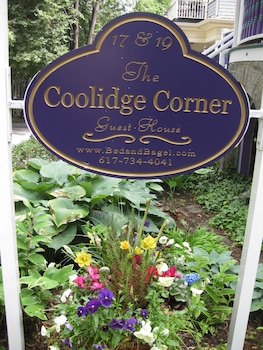 17 & 19
The
Coolidge Corner
Guest·House
www.BedandBagel.com
617-734-4041